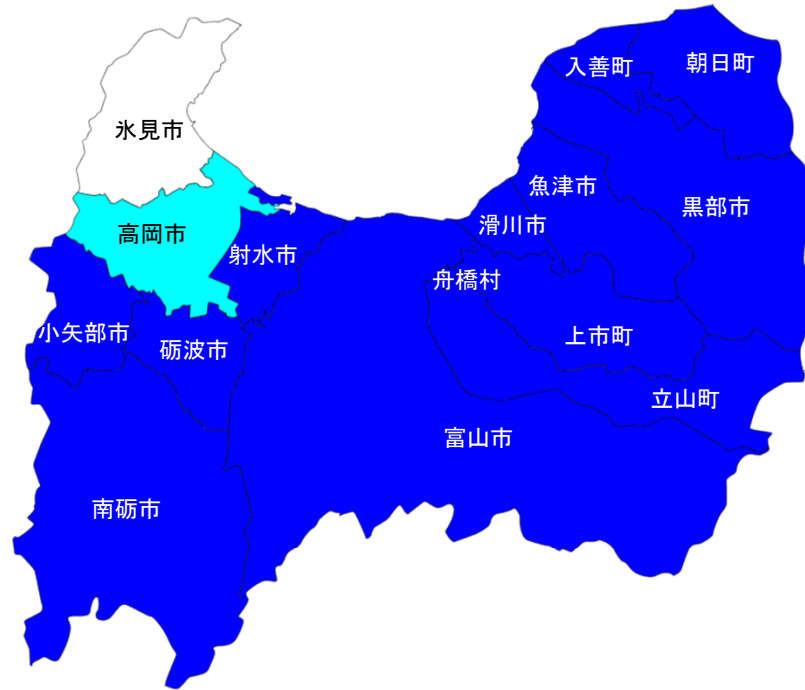 入善町
朝日町
氷見市
魚津市
黒部市
滑川市
高岡市
射水市
舟橋村
小矢部市
砺波市
上市町
立山町
富山市
南砺市